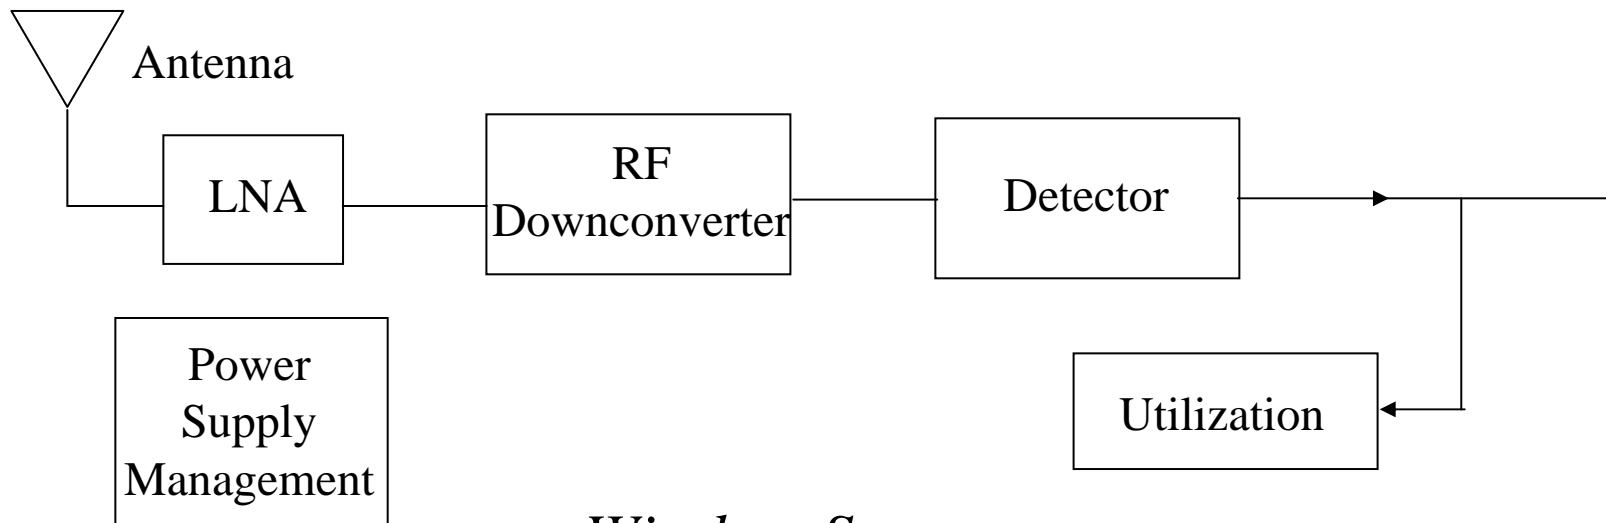 Antenna
LNA
RF
Downconverter
Detector
Power
Supply
Management
Utilization